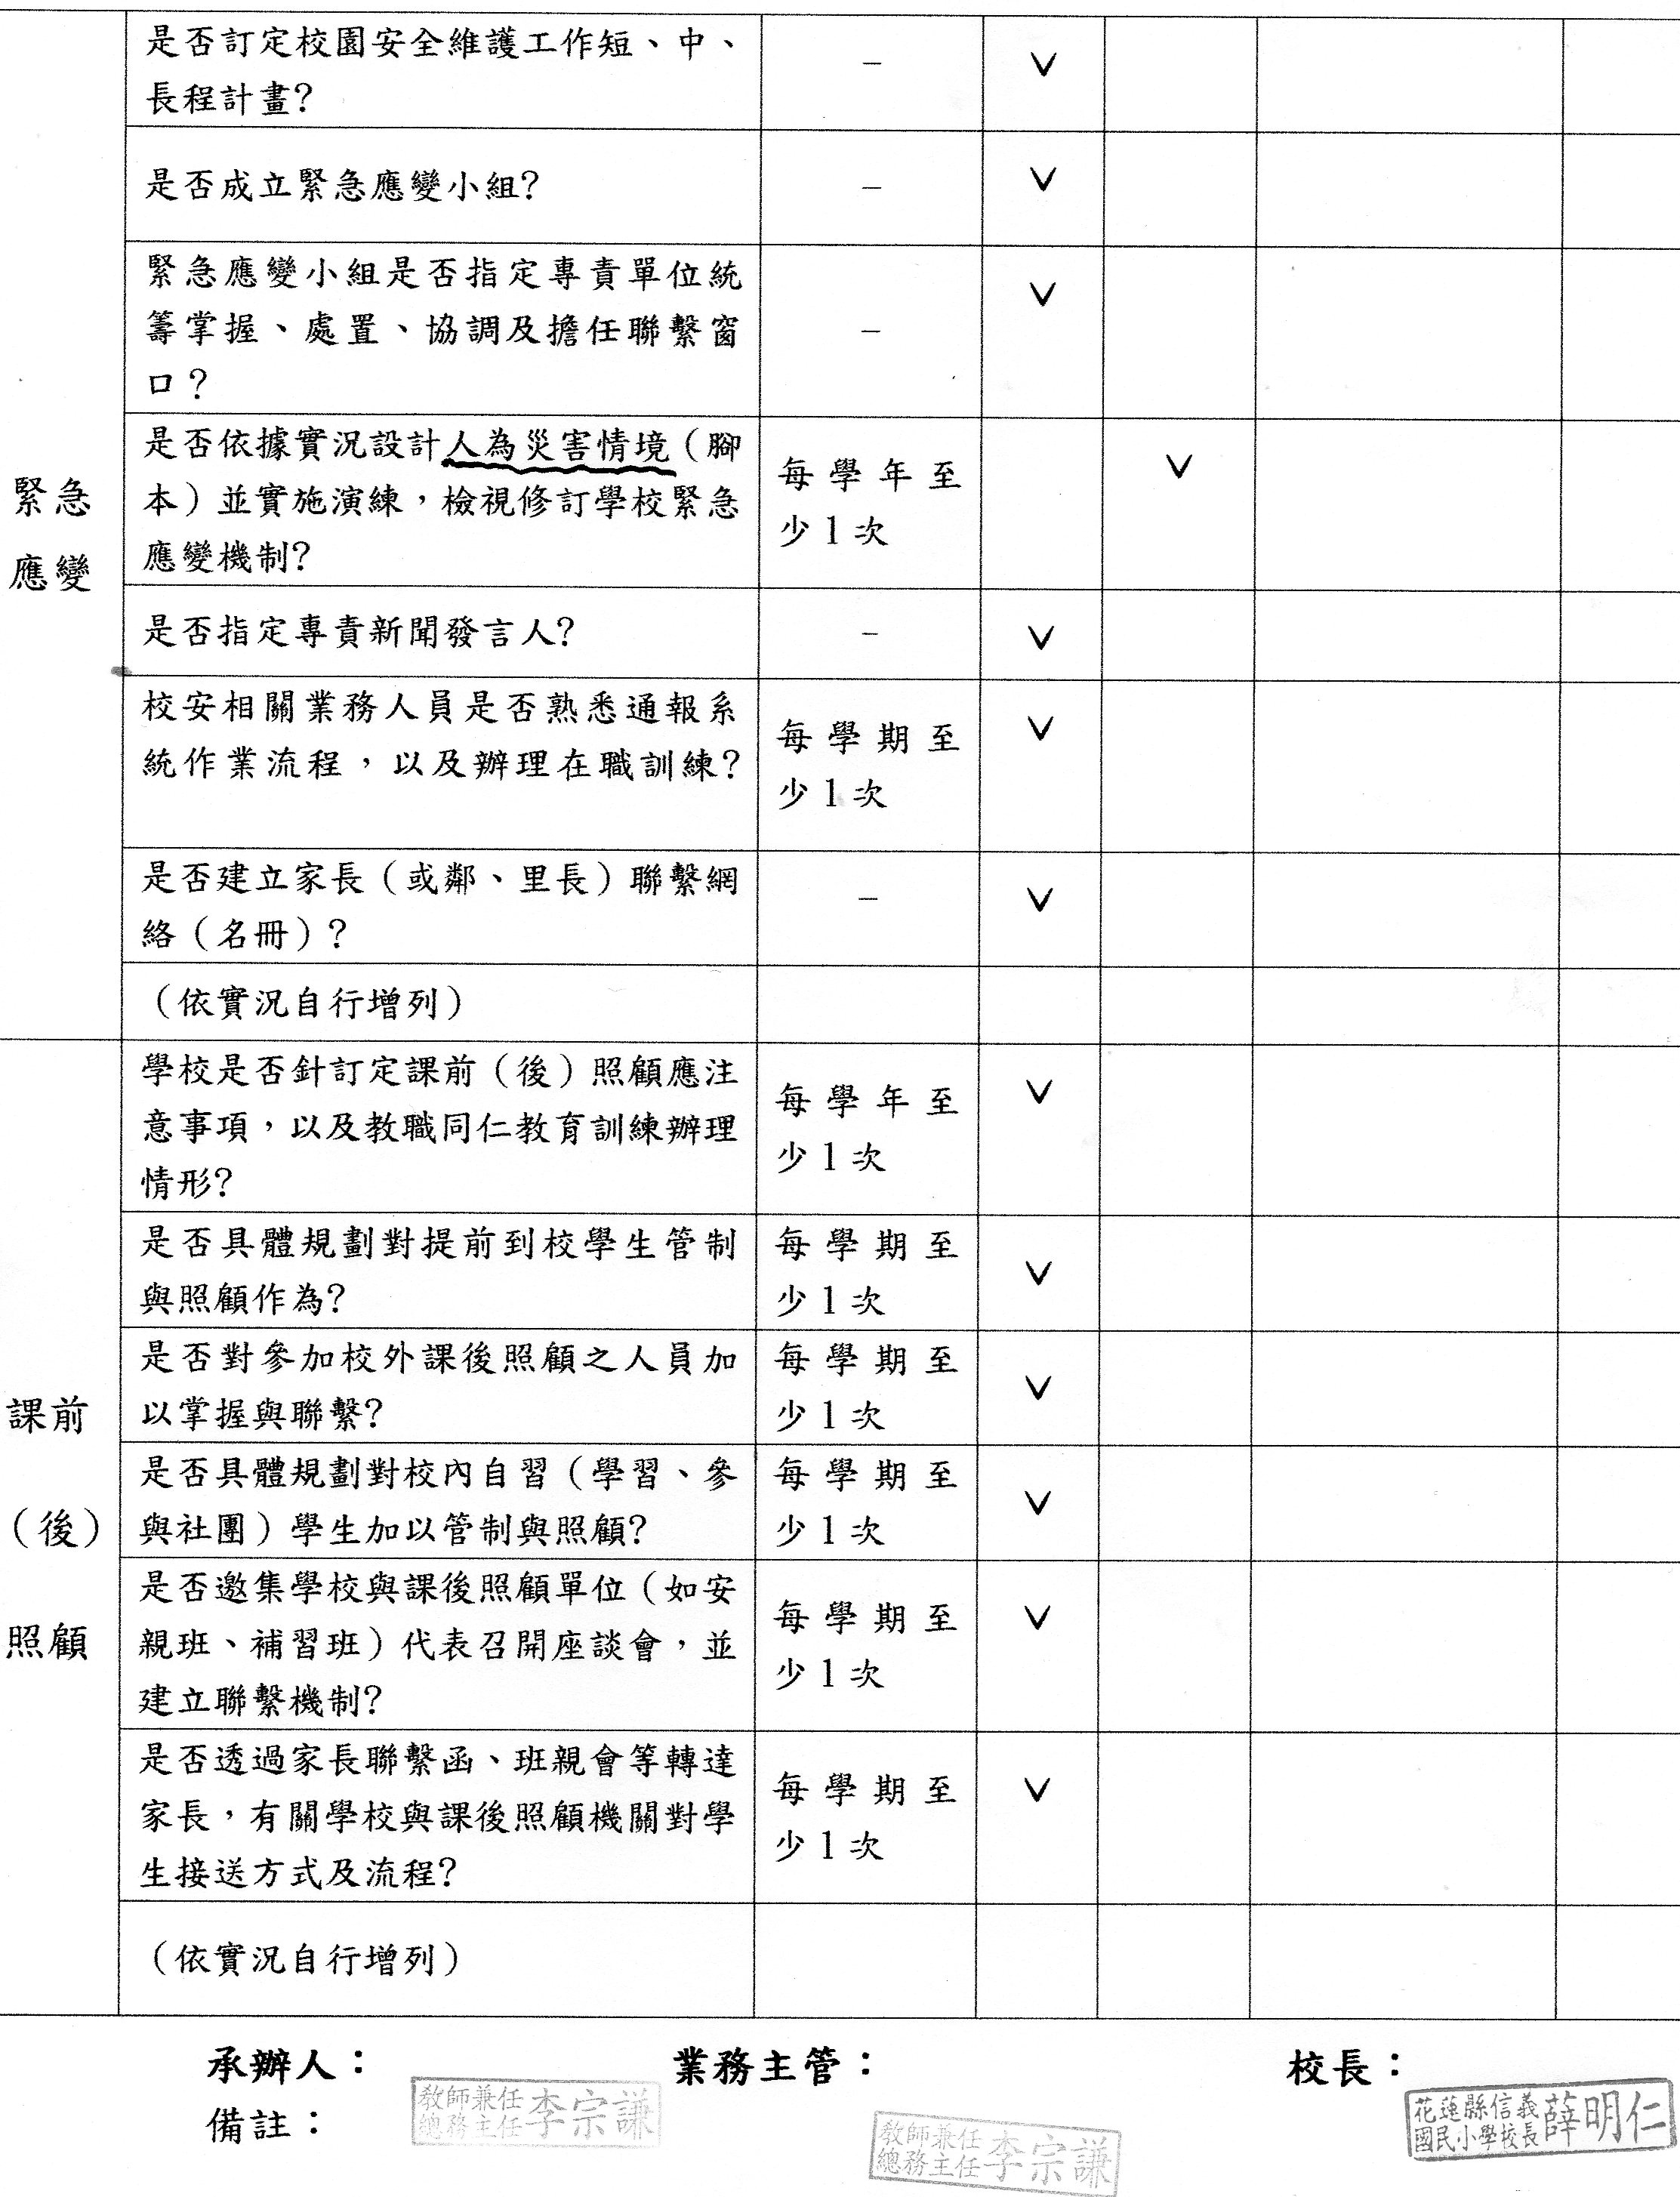 是否訂定校園安全維護工作短、中、
長程計畫?
–
V
是否成立緊急應變小組?
–
V
緊急應變小組是否指定專責單位統
籌掌握、處置、協調及擔任聯繫窗
口?
–
V
緊急
應變
是否依據實況設計人為災害情境(腳
本)並實施演練,檢視修訂學校緊急
應變機制?
每學年至
少1次
V
是否指定專責新聞發言人?
–
V
校安相關業務人員是否熟悉通報系
統作業流程,以及辦理在職訓練?
每學期至
少1次
V
是否建立家長(或鄰、里長)聯繫網
絡(名冊)?
–
V
(依實況自行增列)
課前
(後)
照顧
學校是否針訂定課前(後)照顧應注
意事項,以及教職同仁教育訓練辦理
情形?
每學年至
少1次
V
是否具體規劃對提前到校學生管制
與照顧作為?
每學期至
少1次
V
是否對參加校外課後照顧之人員加
以掌握與聯繫?
每學期至
少1次
V
是否具體規劃對校內自習(學習、參
與社團)學生加以管制與照顧?
每學期至
少1次
V
是否邀集學校與課後照顧單位(如安
親班、補習班)代表召開座談會,並
建立聯繫機制?
每學期至
少1次
V
是否透過家長聯繫函、班親會等轉達
家長,有關學校與課後照顧機關對學
生接送方式及流程?
每學期至
少1次
V
(依實況自行增列)
承辦人:
業務主管:
校長:
備註:
教師兼任
總務主任李宗謙
教師兼任
總務主任李宗謙
花蓮縣信義
國民小學校長薛明仁